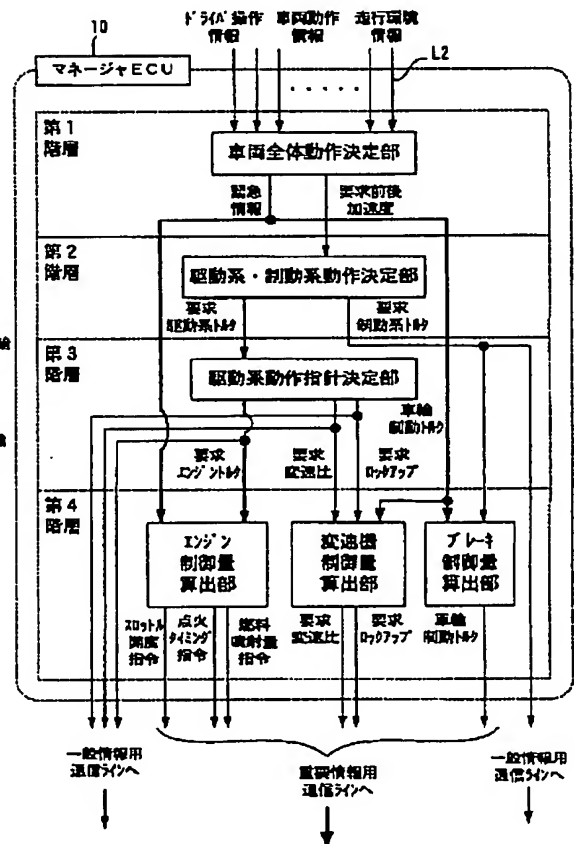 10
マネージャECU
ドライバ操作
情報
車両動作
情報
走行環境
情報
L2
第1
階層
車両全体動作決定部
緊急
情報
要求前後
加速度
第2
階層
駆動系・制動系動作決定部
要求
駆動系トルク
要求
制動系トルク
第3
階層
駆動系動作指針決定部
車輪
制動トルク
要求
エンジントルク
要求
変速比
要求
ロックアップ
第4
階層
エンジン
制御量
算出部
変速機
制御量
算出部
ブレーキ
制御量
算出部
スロットル
開度
指令
点火
タイミング
指令
燃料
噴射量
指令
要求
変速比
要求
ロックアップ
車輪
制動トルク
一般情報用
通信ラインへ
重要情報用
通信ラインへ
一般情報用
通信ラインへ